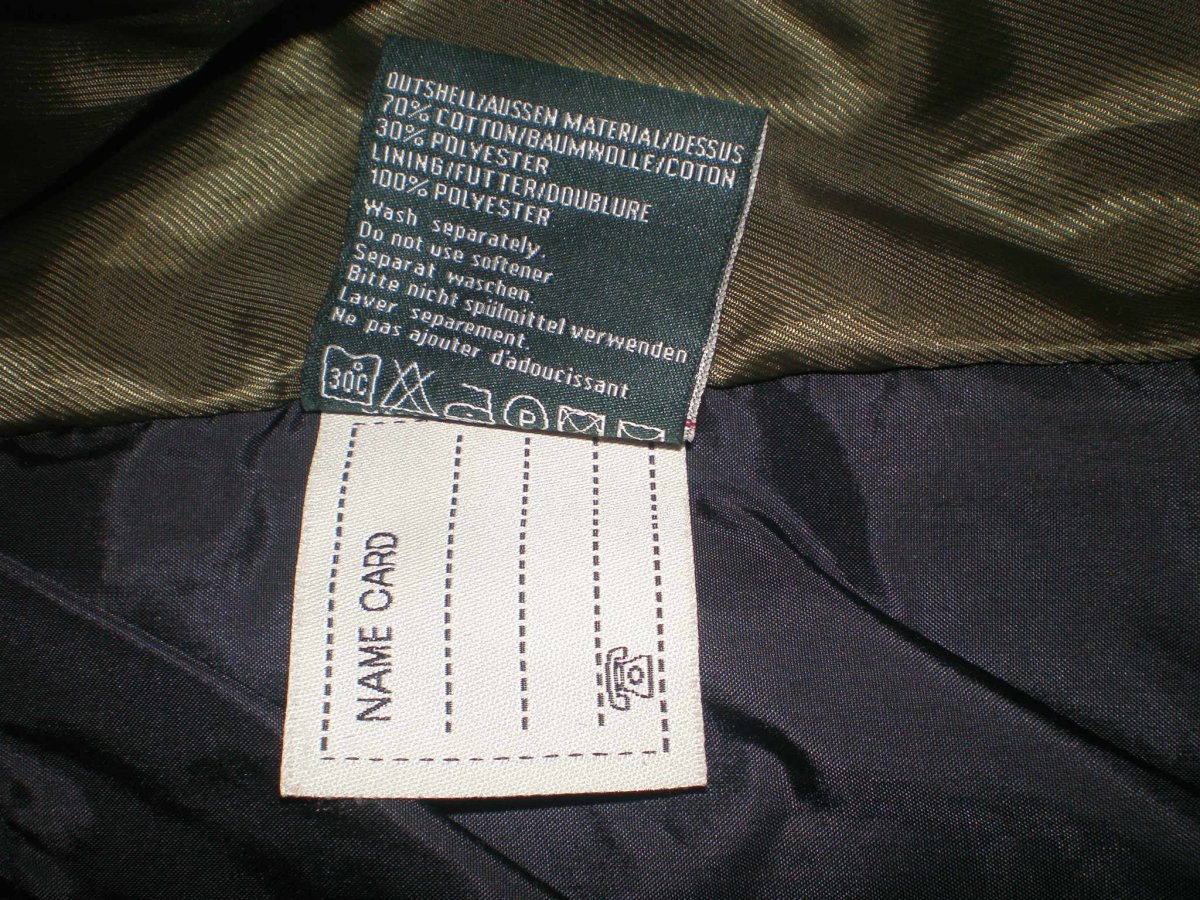 OUTSHELL/AUSSEN MATERIAL/DESSUS
70% COTTON/BAUMWOLLE/COTON
30% POLYESTER
LINING/FUTTER/DOUBLURE
100% POLYESTER
Wash separately.
Do not use softener
Separat waschen.
Bitte nicht spülmittel verwenden
Laver separement.
Ne pas ajouter d'adoucissant
30°C P
NAME CARD